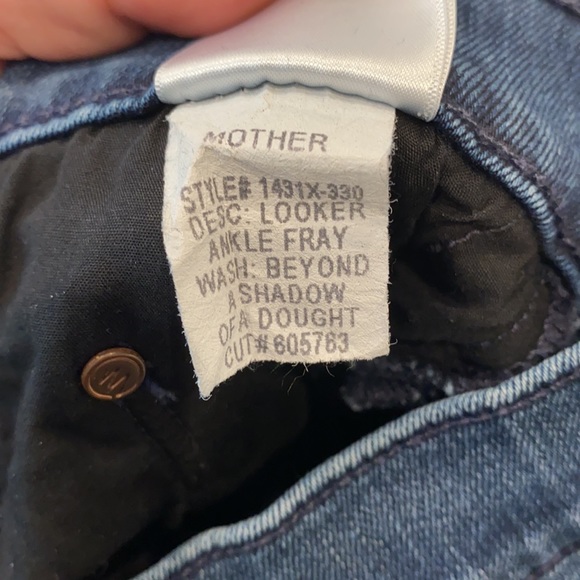 MOTHER
STYLE# 1431X-330
DESC: LOOKER
ANKLE FRAY
WASH: BEYOND
A SHADOW
OF A DOUGHT
CUT# 605763
M